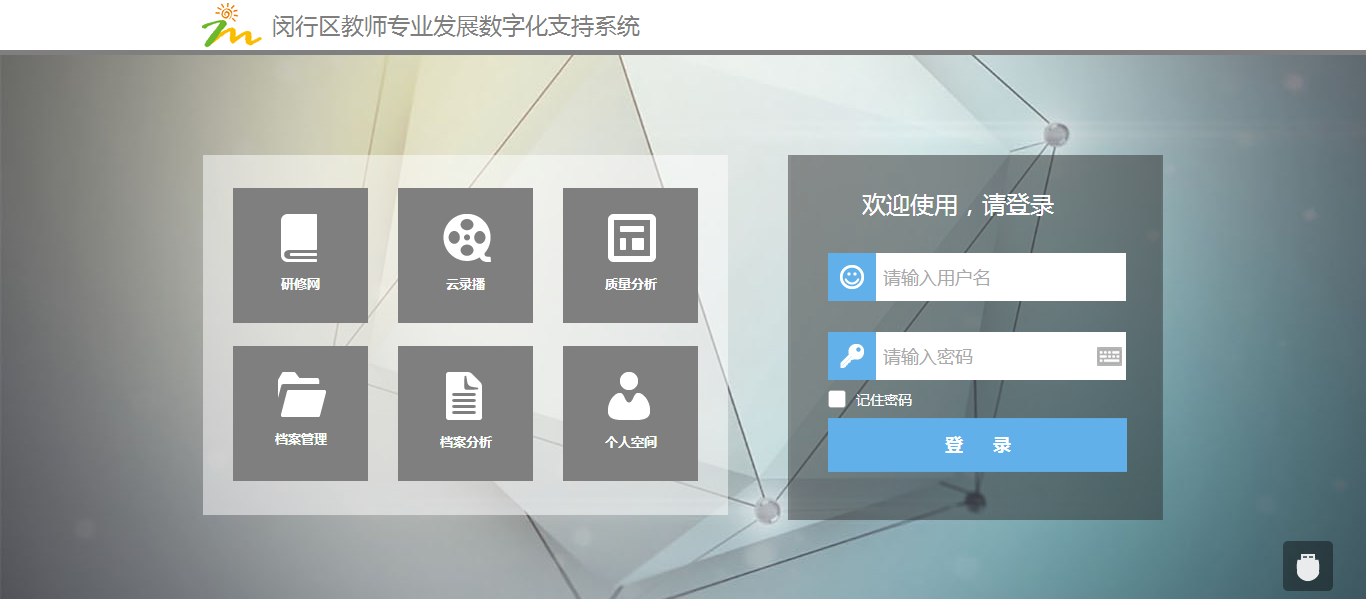 闵行区教师专业发展数字化支持系统
研修网
云录播
质量分析
档案管理
档案分析
个人空间
欢迎使用，请登录
请输入用户名
请输入密码
记住密码
登 录